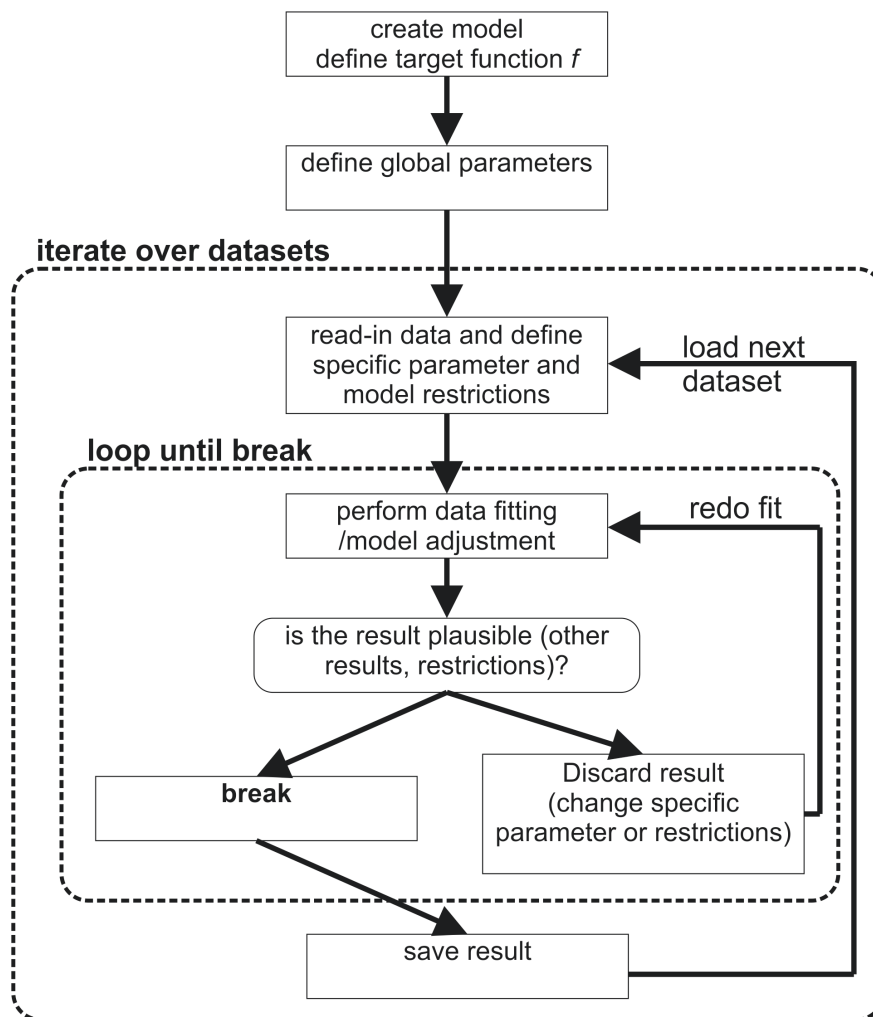 create model
define target function f
define global parameters
iterate over datasets
read-in data and define
specific parameter and
model restrictions
load next
dataset
loop until break
perform data fitting
/model adjustment
redo fit
is the result plausible (other
results, restrictions)?
break
Discard result
(change specific
parameter or restrictions)
save result